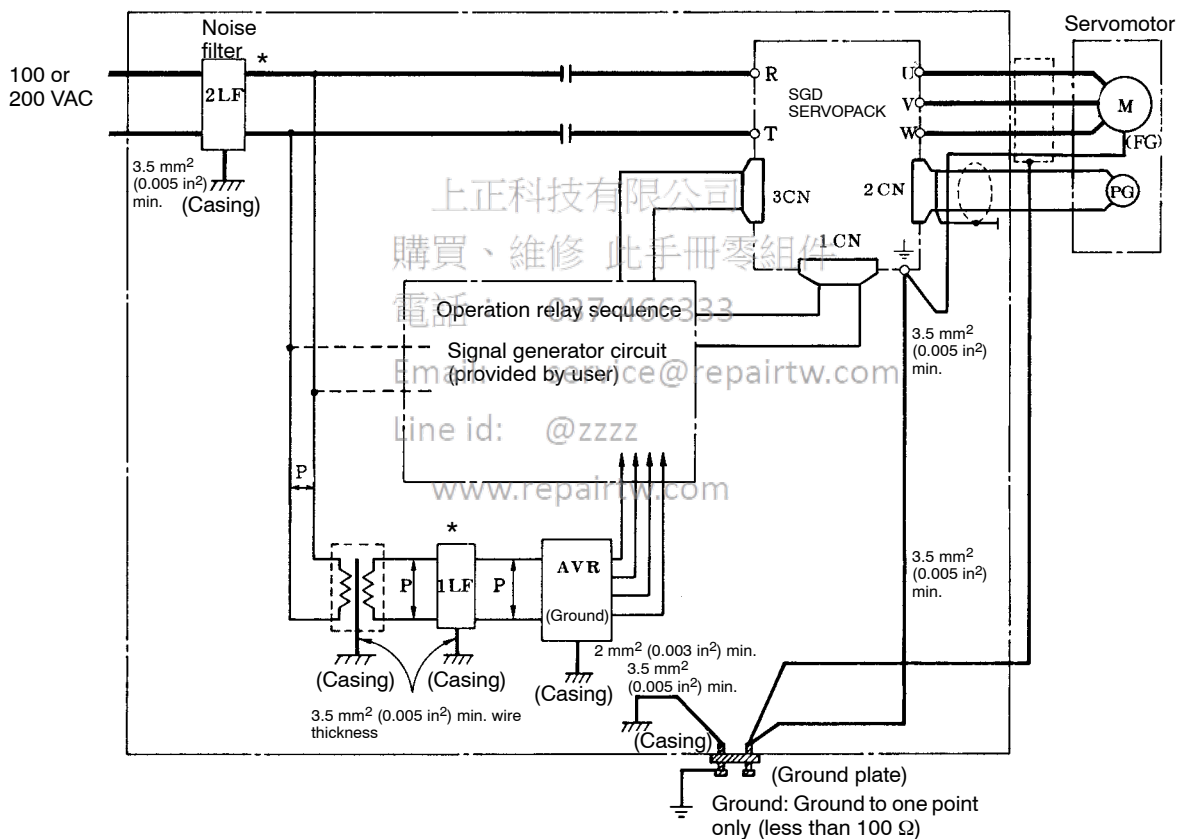 Noise
filter
*
Servomotor
100 or
200 VAC
2LF
R
T
SGD
SERVOPACK
U
V
W
M
(FG)
PG
3.5 mm²
(0.005 in²)
min.
(Casing)
3CN
2CN
1CN
上正科技有限公司
購買、維修 此手冊零組件
電話： 037-466333
Email: service@repairtw.com
Line id: @zzzz
www.repairtw.com
Operation relay sequence
Signal generator circuit
(provided by user)
3.5 mm²
(0.005 in²)
min.
P
*
P
1LF
P
AVR
(Ground)
3.5 mm²
(0.005 in²)
min.
(Casing)
(Casing)
(Casing)
3.5 mm² (0.005 in²) min. wire
thickness
2 mm² (0.003 in²) min.
3.5 mm²
(0.005 in²) min.
(Casing)
(Ground plate)
Ground: Ground to one point
only (less than 100 Ω)